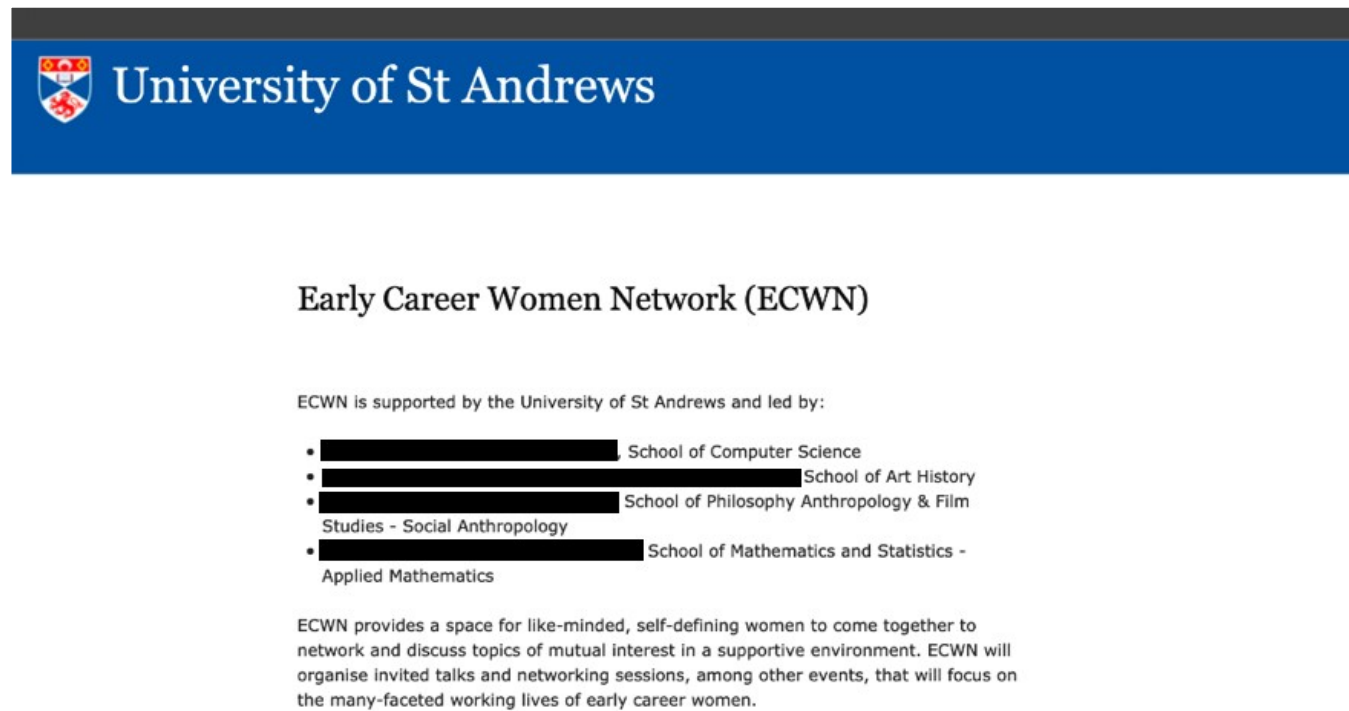 University of St Andrews
Early Career Women Network (ECWN)
ECWN is supported by the University of St Andrews and led by:
• , School of Computer Science
• School of Art History
• School of Philosophy Anthropology & Film
Studies - Social Anthropology
• School of Mathematics and Statistics -
Applied Mathematics
ECWN provides a space for like-minded, self-defining women to come together to
network and discuss topics of mutual interest in a supportive environment. ECWN will
organise invited talks and networking sessions, among other events, that will focus on
the many-faceted working lives of early career women.